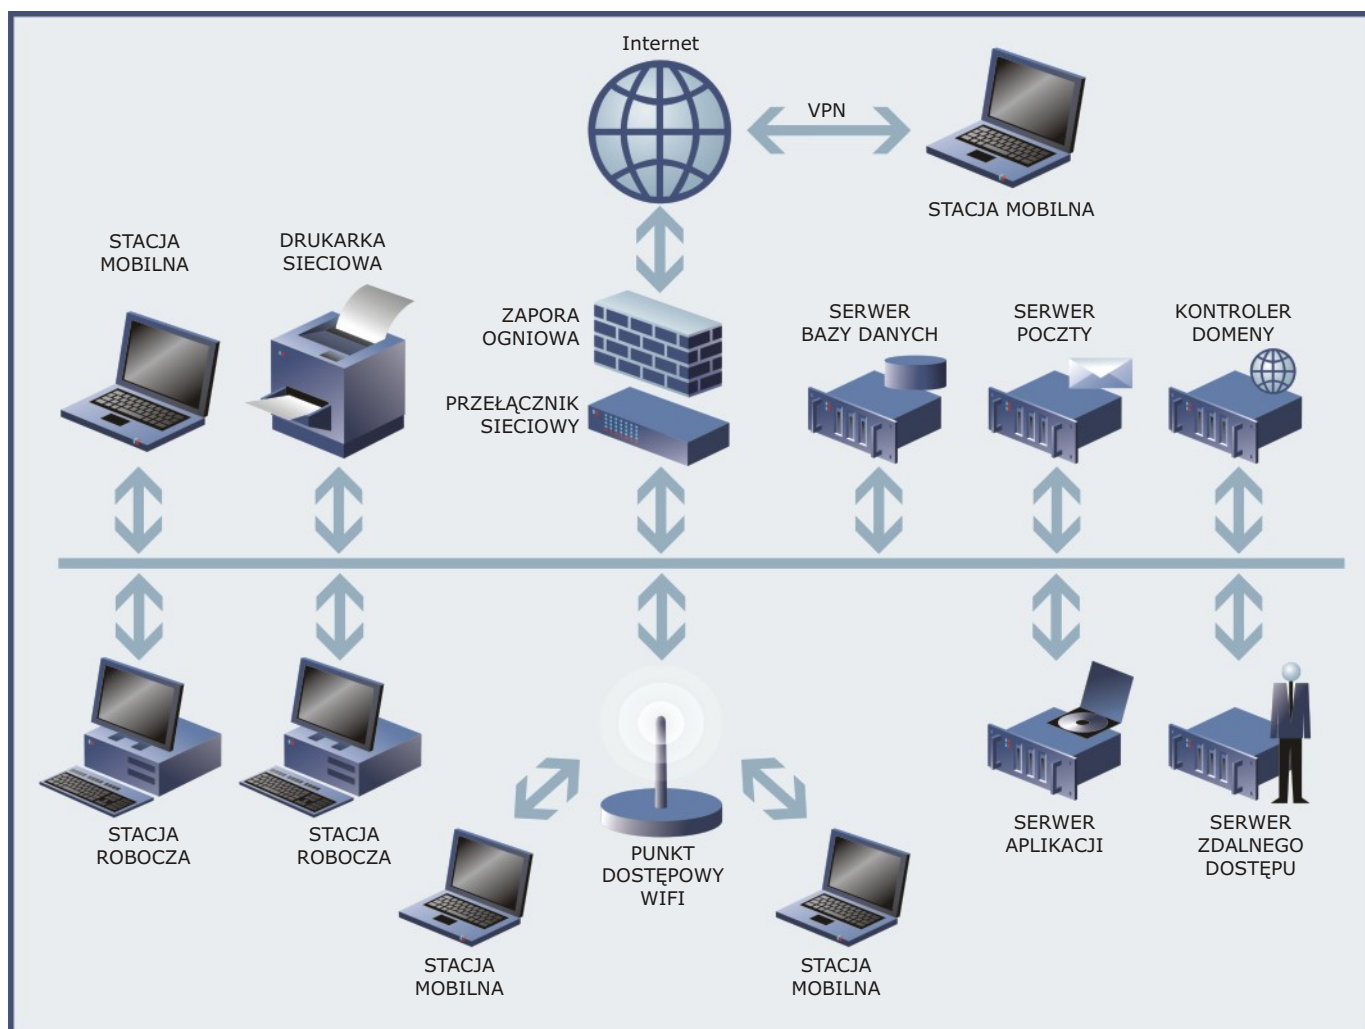 Internet
VPN
STACJA MOBILNA
STACJA
MOBILNA
DRUKARKA
SIECIOWA
ZAPORA
OGNIOWA
PRZEŁĄCZNIK
SIECIOWY
SERWER
BAZY DANYCH
SERWER
POCZTY
KONTROLER
DOMENY
STACJA
ROBOCZA
STACJA
ROBOCZA
PUNKT
DOSTĘPOWY
WIFI
SERWER
APLIKACJI
SERWER
ZDALNEGO
DOSTĘPU
STACJA
MOBILNA
STACJA
MOBILNA